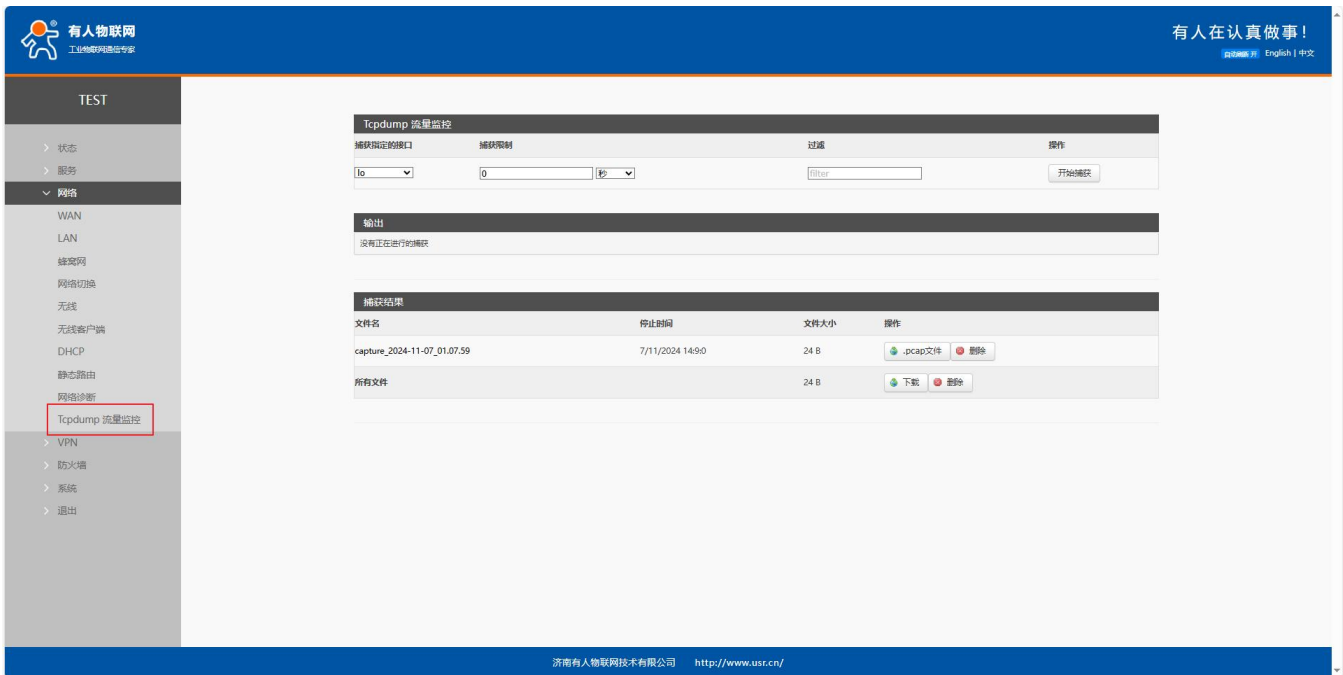 有人物联网
工业物联网通信专家
有人在认真做事！
自动刷新 开 English | 中文
TEST
状态
服务
网络
WAN
LAN
蜂窝网
网络切换
无线
无线客户端
DHCP
静态路由
网络诊断
Tcpdump 流量监控
VPN
防火墙
系统
退出
Tcpdump 流量监控
捕获指定的接口 捕获限制 过滤 操作
lo 0 秒 filter 开始捕获
输出
没有正在进行的捕获
捕获结果
文件名 停止时间 文件大小 操作
capture_2024-11-07_01.07.59 7/11/2024 14:9:0 24 B .pcap文件 删除
所有文件 24 B 下载 删除
济南有人物联网技术有限公司 http://www.usr.cn/